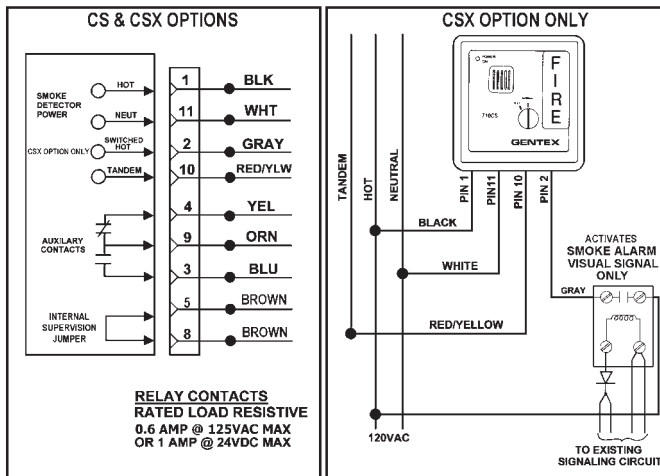 CS & CSX OPTIONS
SMOKE
DETECTOR
POWER
HOT
NEUT
CSX OPTION ONLY
SWITCHED
HOT
TANDEM
AUXILARY
CONTACTS
INTERNAL
SUPERVISION
JUMPER
1 BLK
11 WHT
2 GRAY
10 RED/YLW
4 YEL
9 ORN
3 BLU
5 BROWN
8 BROWN
RELAY CONTACTS
RATED LOAD RESISTIVE
0.6 AMP @ 125VAC MAX
OR 1 AMP @ 24VDC MAX
CSX OPTION ONLY
POWER
ON
FIRE
710CS
GENTEX
TANDEM
HOT
NEUTRAL
PIN 1
PIN11
PIN 10
PIN 2
BLACK
WHITE
RED/YELLOW
GRAY
ACTIVATES
SMOKE ALARM
VISUAL SIGNAL
ONLY
120VAC
TO EXISTING
SIGNALING CIRCUIT